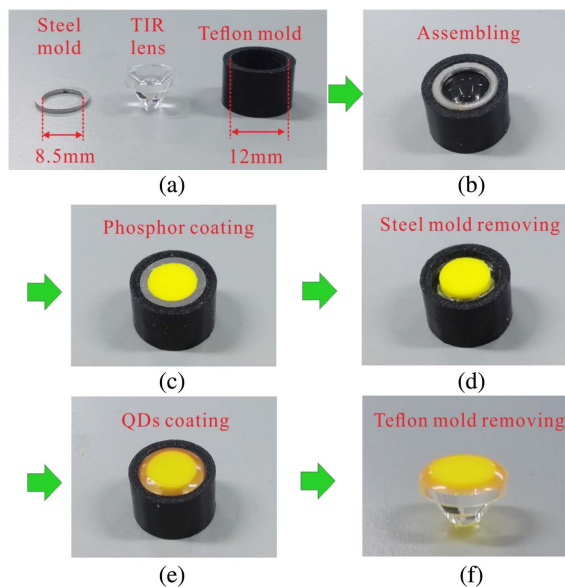 Steel mold
TIR lens
Teflon mold
8.5mm
12mm
(a)
Assembling
(b)
Phosphor coating
(c)
Steel mold removing
(d)
QDs coating
(e)
Teflon mold removing
(f)